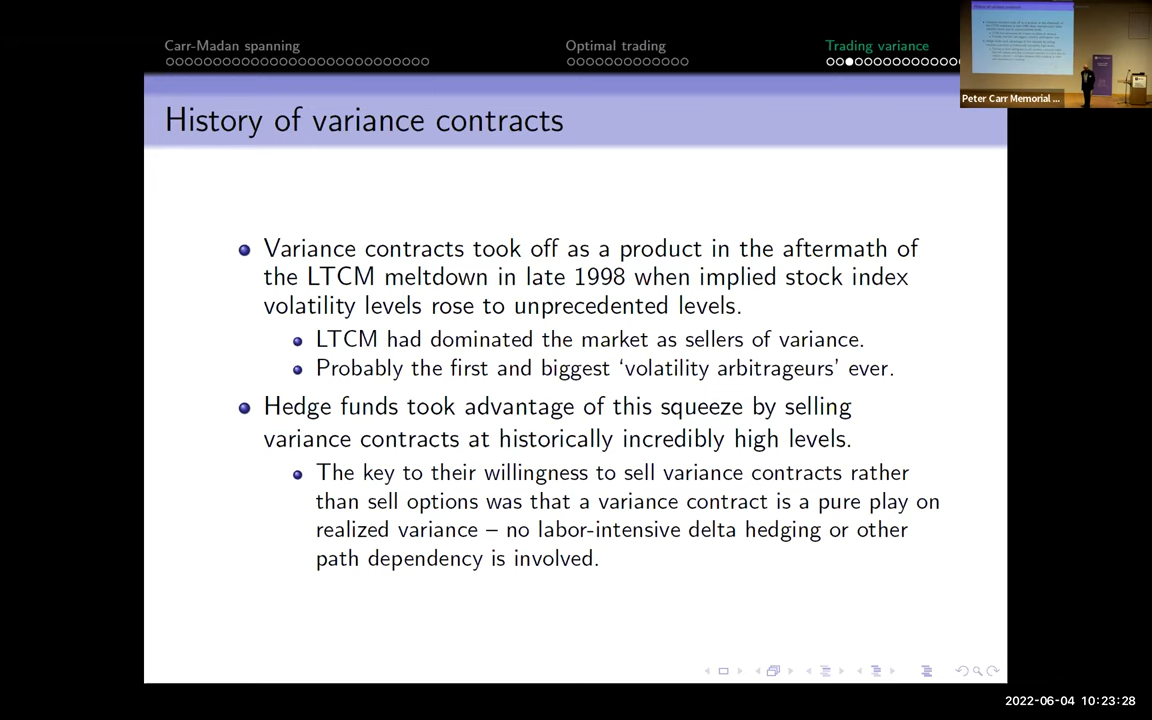 Carr-Madan spanning
Optimal trading
Trading variance
Peter Carr Memorial ...
History of variance contracts
Variance contracts took off as a product in the aftermath of
the LTCM meltdown in late 1998 when implied stock index
volatility levels rose to unprecedented levels.
LTCM had dominated the market as sellers of variance.
Probably the first and biggest ‘volatility arbitrageurs’ ever.
Hedge funds took advantage of this squeeze by selling
variance contracts at historically incredibly high levels.
The key to their willingness to sell variance contracts rather
than sell options was that a variance contract is a pure play on
realized variance – no labor-intensive delta hedging or other
path dependency is involved.
2022-06-04 10:23:28